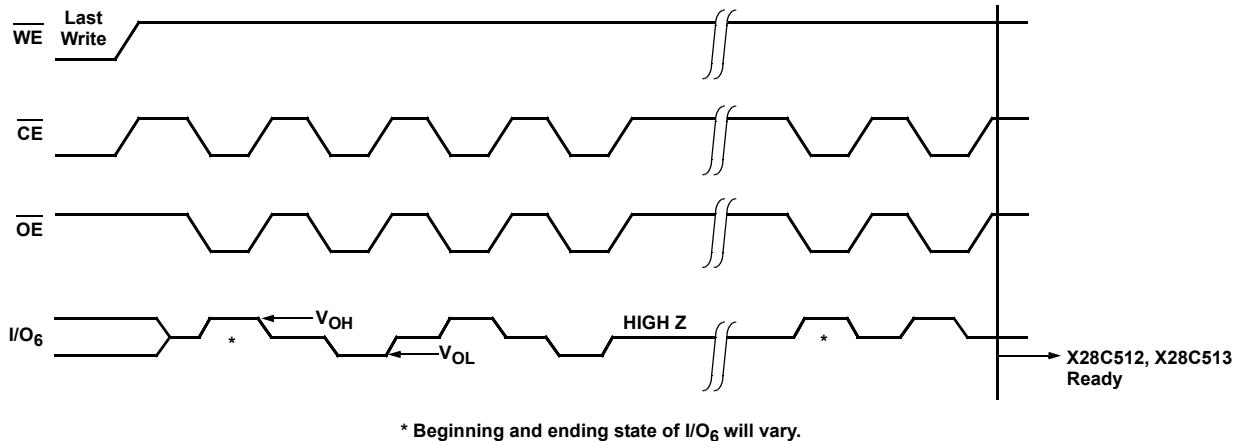 WE
Last
Write
CE
OE
I/O6
VOH
*
VOL
HIGH Z
*
X28C512, X28C513
Ready
* Beginning and ending state of I/O6 will vary.